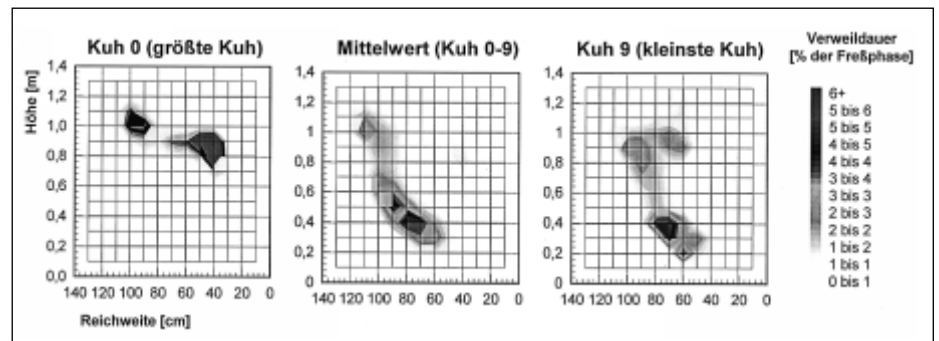 Kuh 0 (größte Kuh)
Mittelwert (Kuh 0-9)
Kuh 9 (kleinste Kuh)
Verweildauer
[% der Freßphase]
Höhe [m]
1,4
1,2
1,0
0,8
0,6
0,4
0,2
0,0
140 120 100 80 60 40 20 0
1,4
1,2
1
0,8
0,6
0,4
0,2
0
140 120 100 80 60 40 20 0
1,4
1,2
1
0,8
0,6
0,4
0,2
0
140 120 100 80 60 40 20 0
Reichweite [cm]
6+
5 bis 6
5 bis 5
4 bis 5
4 bis 4
3 bis 4
3 bis 3
2 bis 3
2 bis 2
1 bis 2
1 bis 1
0 bis 1